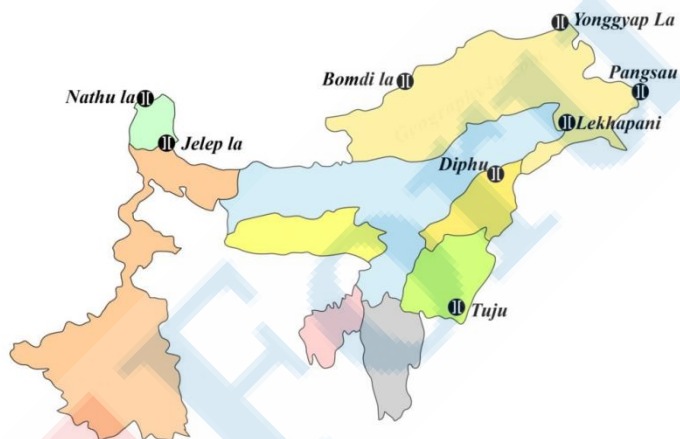 Yonggyap La
Bomdi la
Pangsau
Nathu la
Lekhapani
Jelep la
Diphu
Tuju